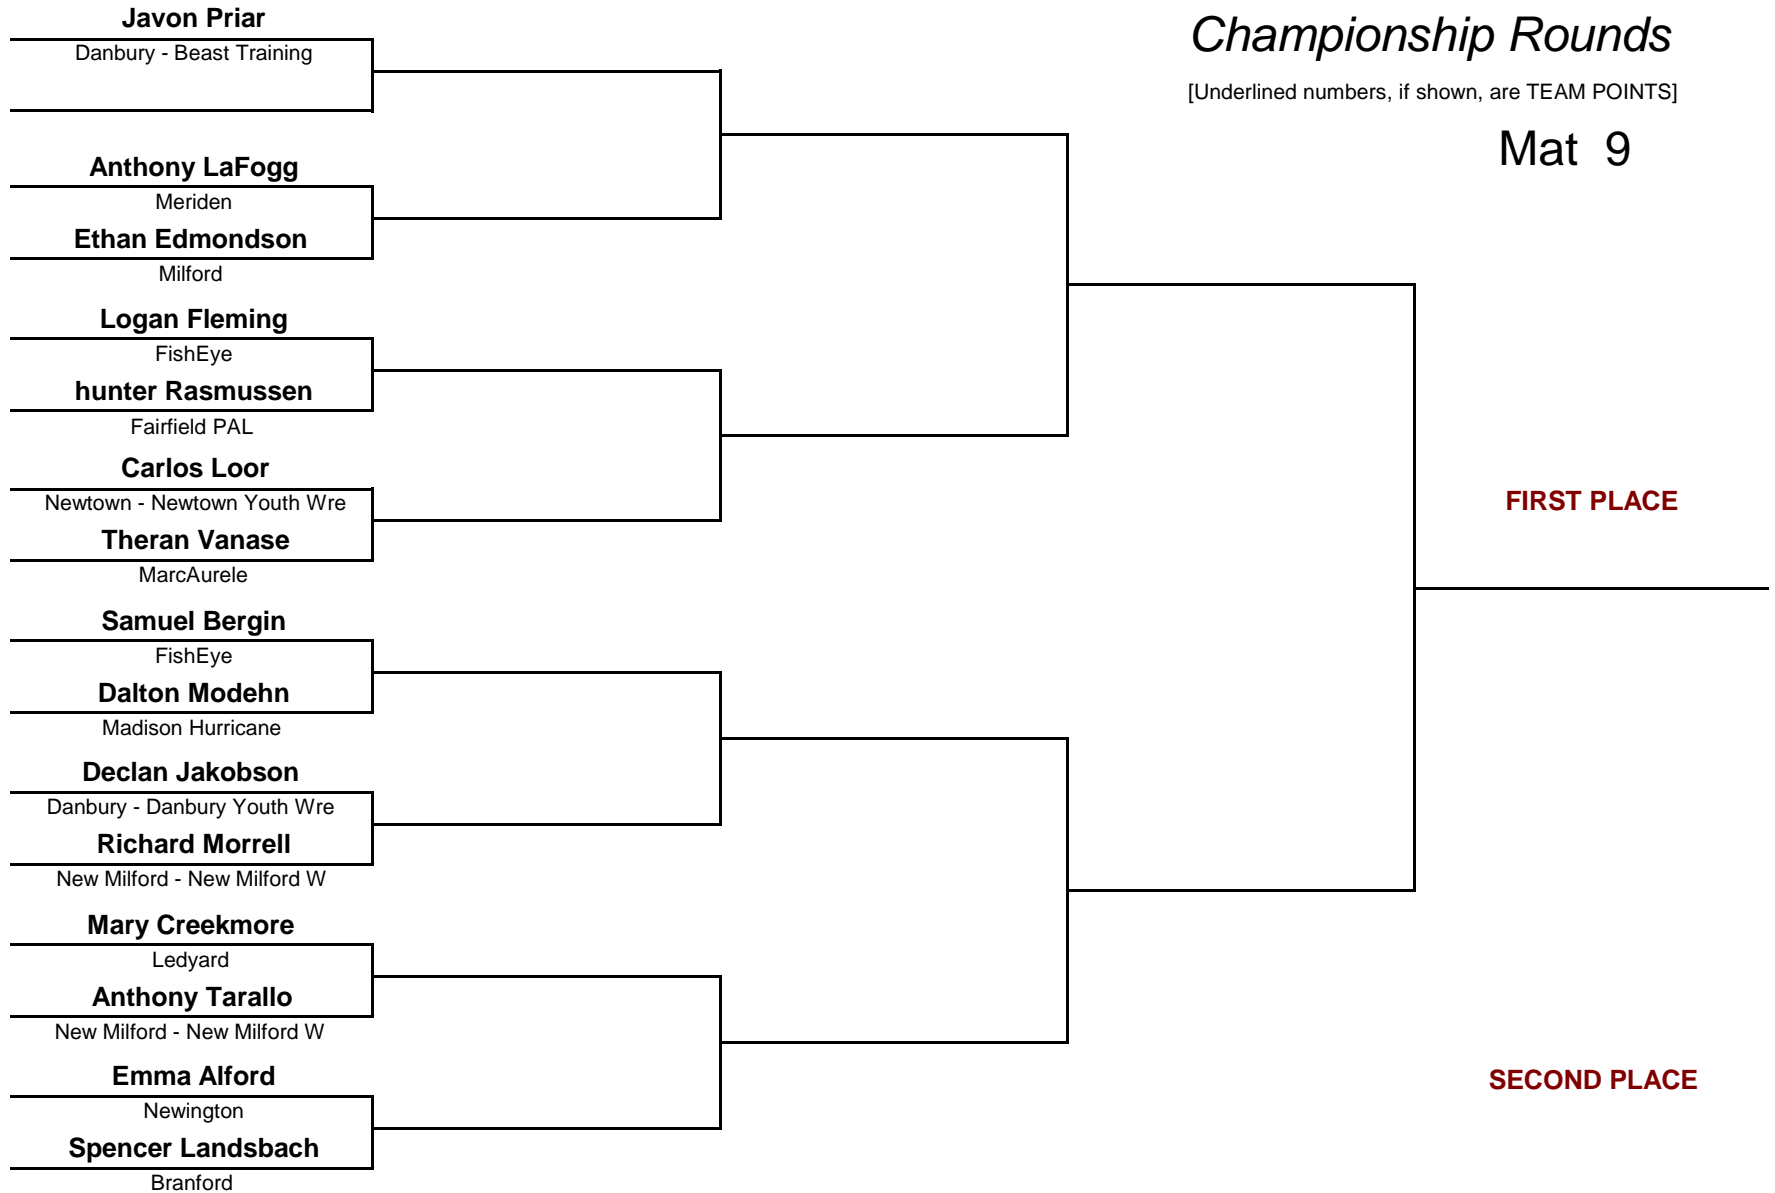 Javon Priar
Danbury - Beast Training
Championship Rounds
[Underlined numbers, if shown, are TEAM POINTS]
Mat 9
Anthony LaFogg
Meriden
Ethan Edmondson
Milford
Logan Fleming
FishEye
hunter Rasmussen
Fairfield PAL
Carlos Loor
Newtown - Newtown Youth Wre
Theran Vanase
MarcAurele
FIRST PLACE
Samuel Bergin
FishEye
Dalton Modehn
Madison Hurricane
Declan Jakobson
Danbury - Danbury Youth Wre
Richard Morrell
New Milford - New Milford W
Mary Creekmore
Ledyard
Anthony Tarallo
New Milford - New Milford W
Emma Alford
Newington
Spencer Landsbach
Branford
SECOND PLACE